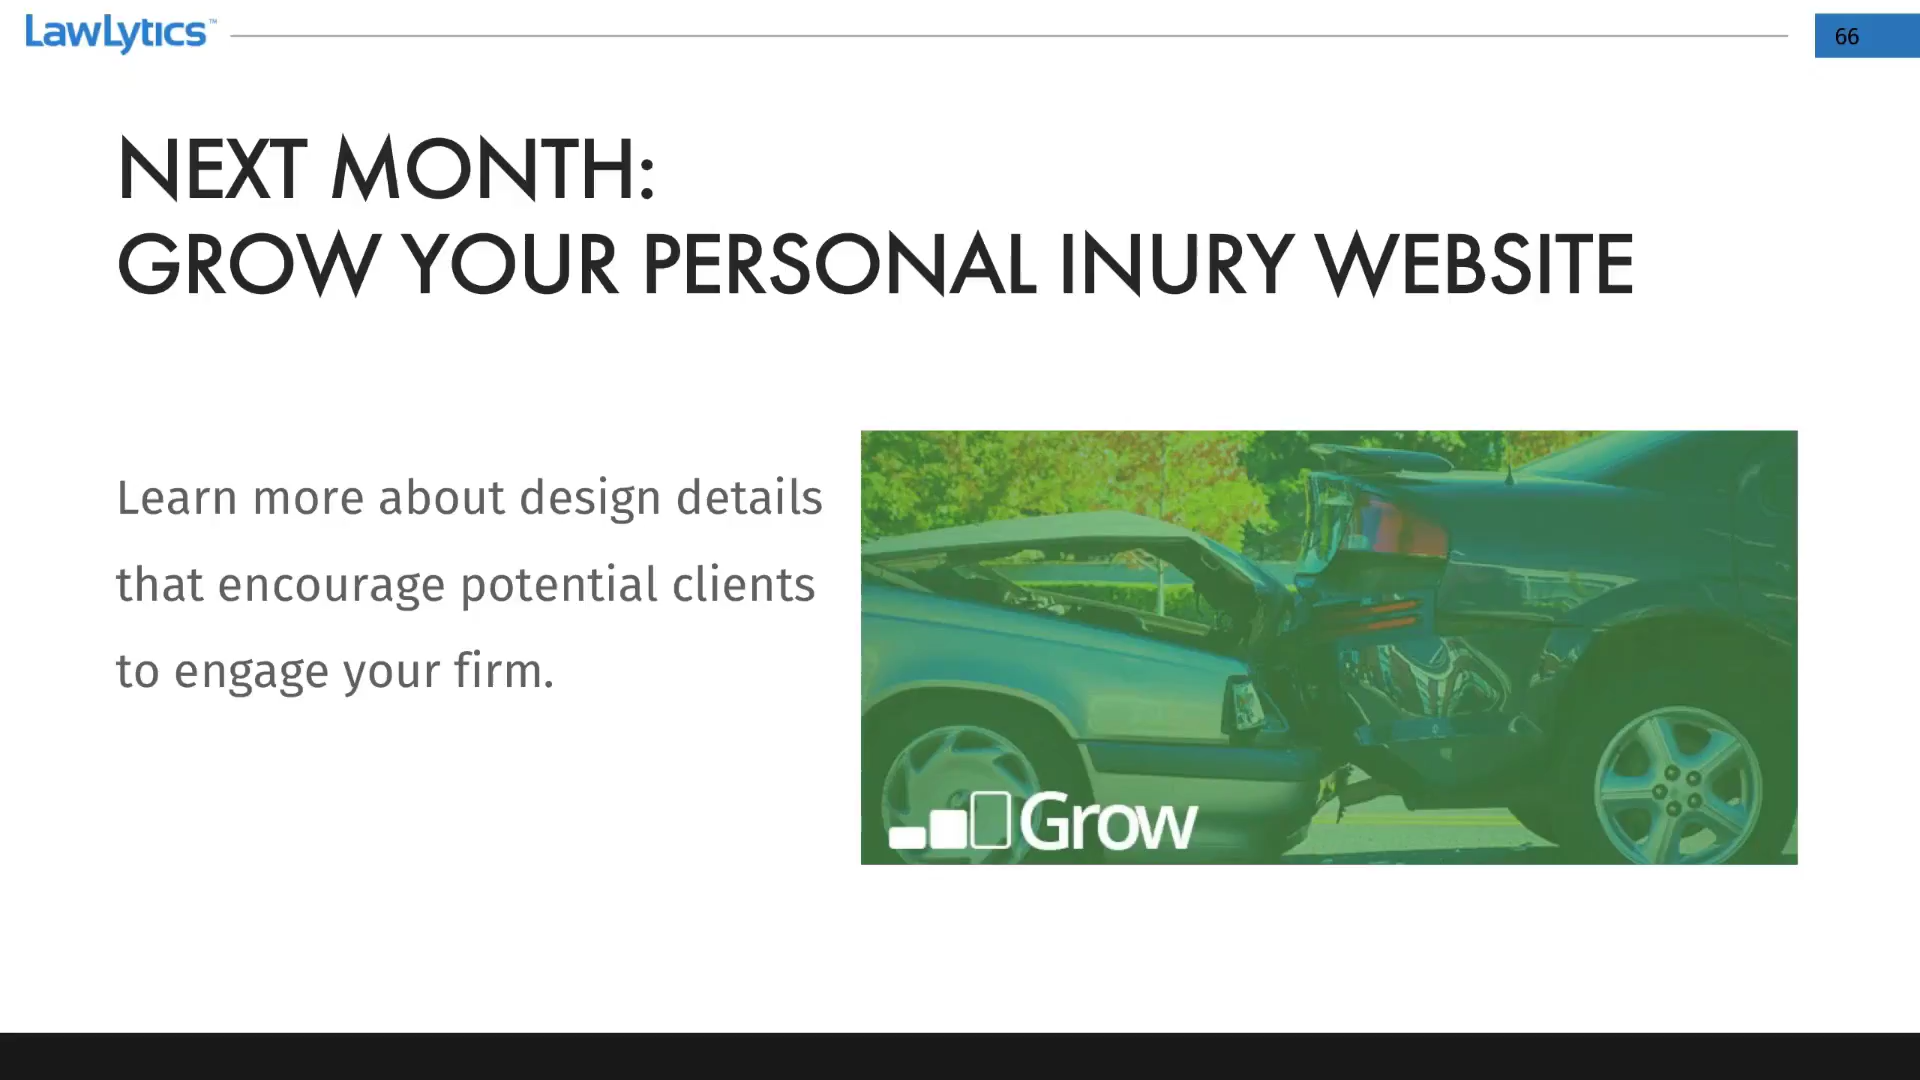 LawLytics™
66
NEXT MONTH:
GROW YOUR PERSONAL INURY WEBSITE
Learn more about design details
that encourage potential clients
to engage your firm.
Grow